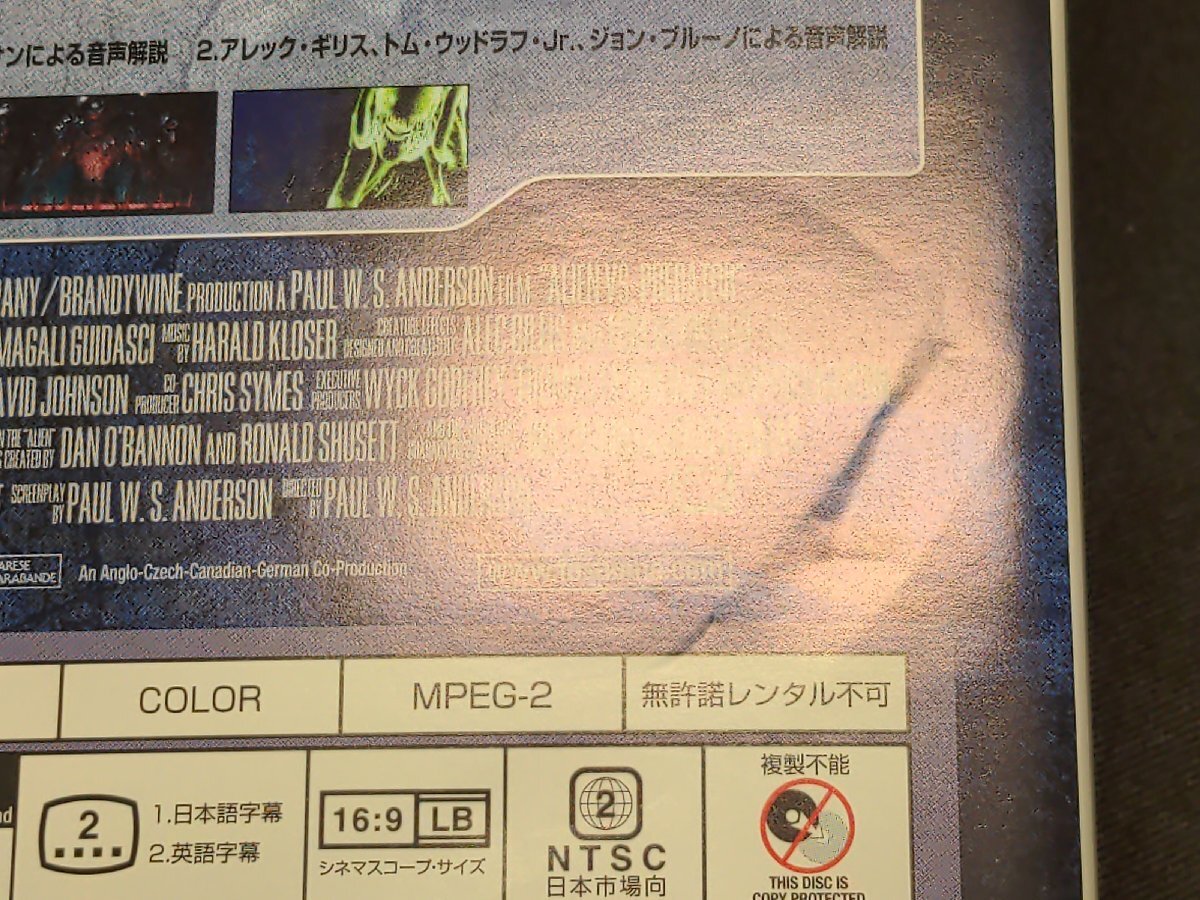 ンによる音声解説 2.アレック・ギリス、トム・ウッドラフ・Jr.、ジョン・ブルーノによる音声解説
PANY/BRANDYWINE PRODUCTION A PAUL W. S. ANDERSON FILM "ALIEN VS. PREDATOR"
MAGALI GUIDASCI MUSIC BY HARALD KLOSER CREATURE EFFECTS DESIGNED AND CREATED BY ALEC
AVID JOHNSON CO-PRODUCER CHRIS SYMES EXECUTIVE PRODUCERS WYCK
N THE "ALIEN" S CREATED BY DAN O'BANNON AND RONALD SHUSETT
T SCREENPLAY BY PAUL W. S. ANDERSON DIRECTED BY PAUL W. S. ANDERSON
ARESE
ARABANDE
An Anglo-Czech-Canadian-German Co-Production
COLOR MPEG-2 無許諾レンタル不可
2 1.日本語字幕
2.英語字幕
16:9 LB
シネマスコープ・サイズ
2
NTSC
日本市場向
複製不能
THIS DISC IS
COPY PROTECTED